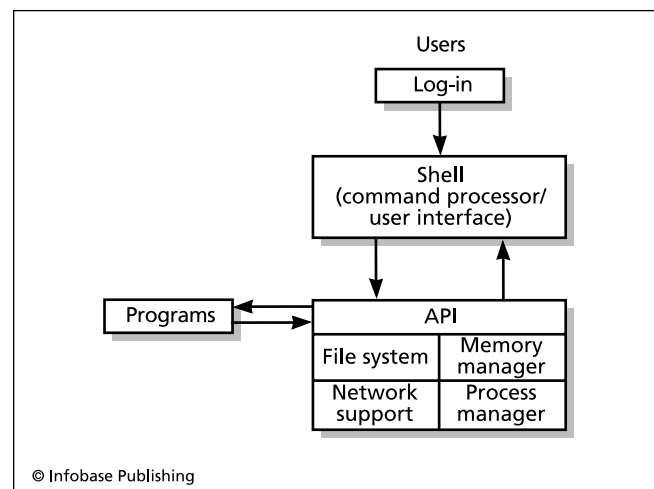 Users
Log-in
Shell
(command processor/
user interface)
Programs
API
File system
Memory
manager
Network
support
Process
manager
© Infobase Publishing